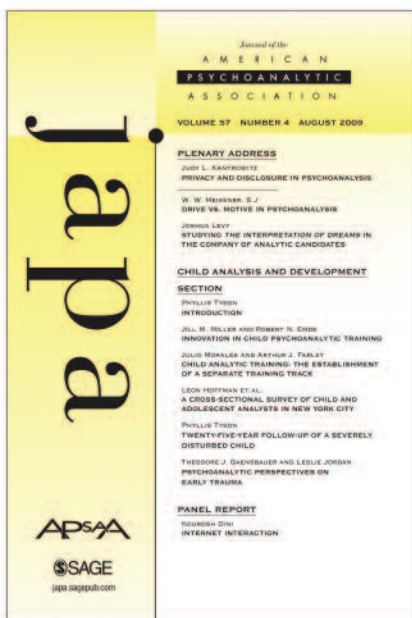 Journal of the
AMERICAN
PSYCHOANALYTIC
ASSOCIATION
VOLUME 57 NUMBER 4 AUGUST 2009
japa
PLENARY ADDRESS
JUDY L. KANTROWITZ
PRIVACY AND DISCLOSURE IN PSYCHOANALYSIS
W. W. MEISSNER, S.J
DRIVE VS. MOTIVE IN PSYCHOANALYSIS
JOSHUA LEVY
STUDYING THE INTERPRETATION OF DREAMS IN
THE COMPANY OF ANALYTIC CANDIDATES
CHILD ANALYSIS AND DEVELOPMENT
SECTION
PHYLLIS TYSON
INTRODUCTION
JILL M. MILLER AND ROBERT N. EMDE
INNOVATION IN CHILD PSYCHOANALYTIC TRAINING
JULIO MORALES AND ARTHUR J. FARLEY
CHILD ANALYTIC TRAINING: THE ESTABLISHMENT
OF A SEPARATE TRAINING TRACK
LEON HOFFMAN ET AL.
A CROSS-SECTIONAL SURVEY OF CHILD AND
ADOLESCENT ANALYSTS IN NEW YORK CITY
PHYLLIS TYSON
TWENTY-FIVE-YEAR FOLLOW-UP OF A SEVERELY
DISTURBED CHILD
THEODORE J. GAENSBAUER AND LESLIE JORDAN
PSYCHOANALYTIC PERSPECTIVES ON
EARLY TRAUMA
PANEL REPORT
KOUROSH DINI
INTERNET INTERACTION
APsaA
SAGE
japa.sagepub.com